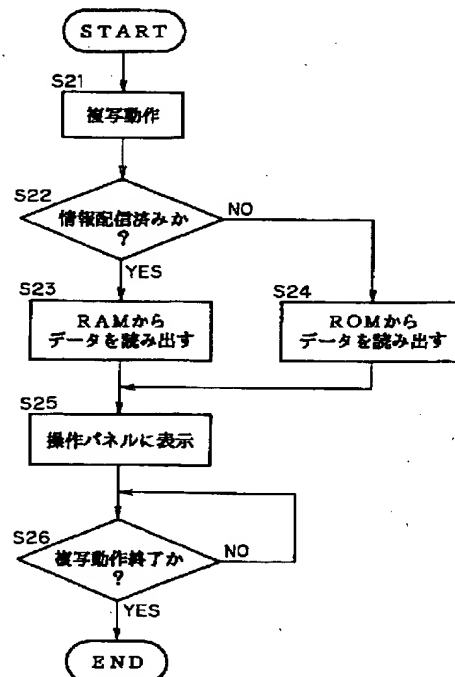 START
S21
複写動作
S22
情報配信済みか
?
NO
YES
S23
RAMから
データを読み出す
S24
ROMから
データを読み出す
S25
操作パネルに表示
S26
複写動作終了か
?
NO
YES
END